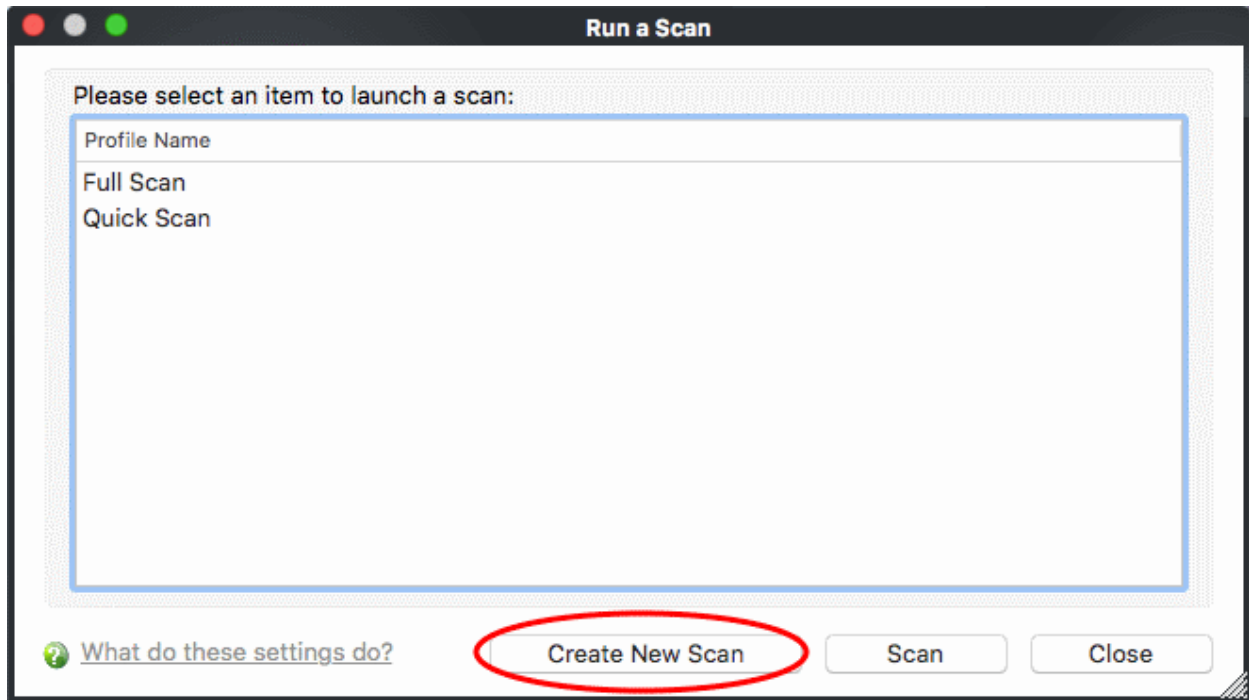 Run a Scan
Please select an item to launch a scan:
Profile Name
Full Scan
Quick Scan
What do these settings do? Create New Scan Scan Close